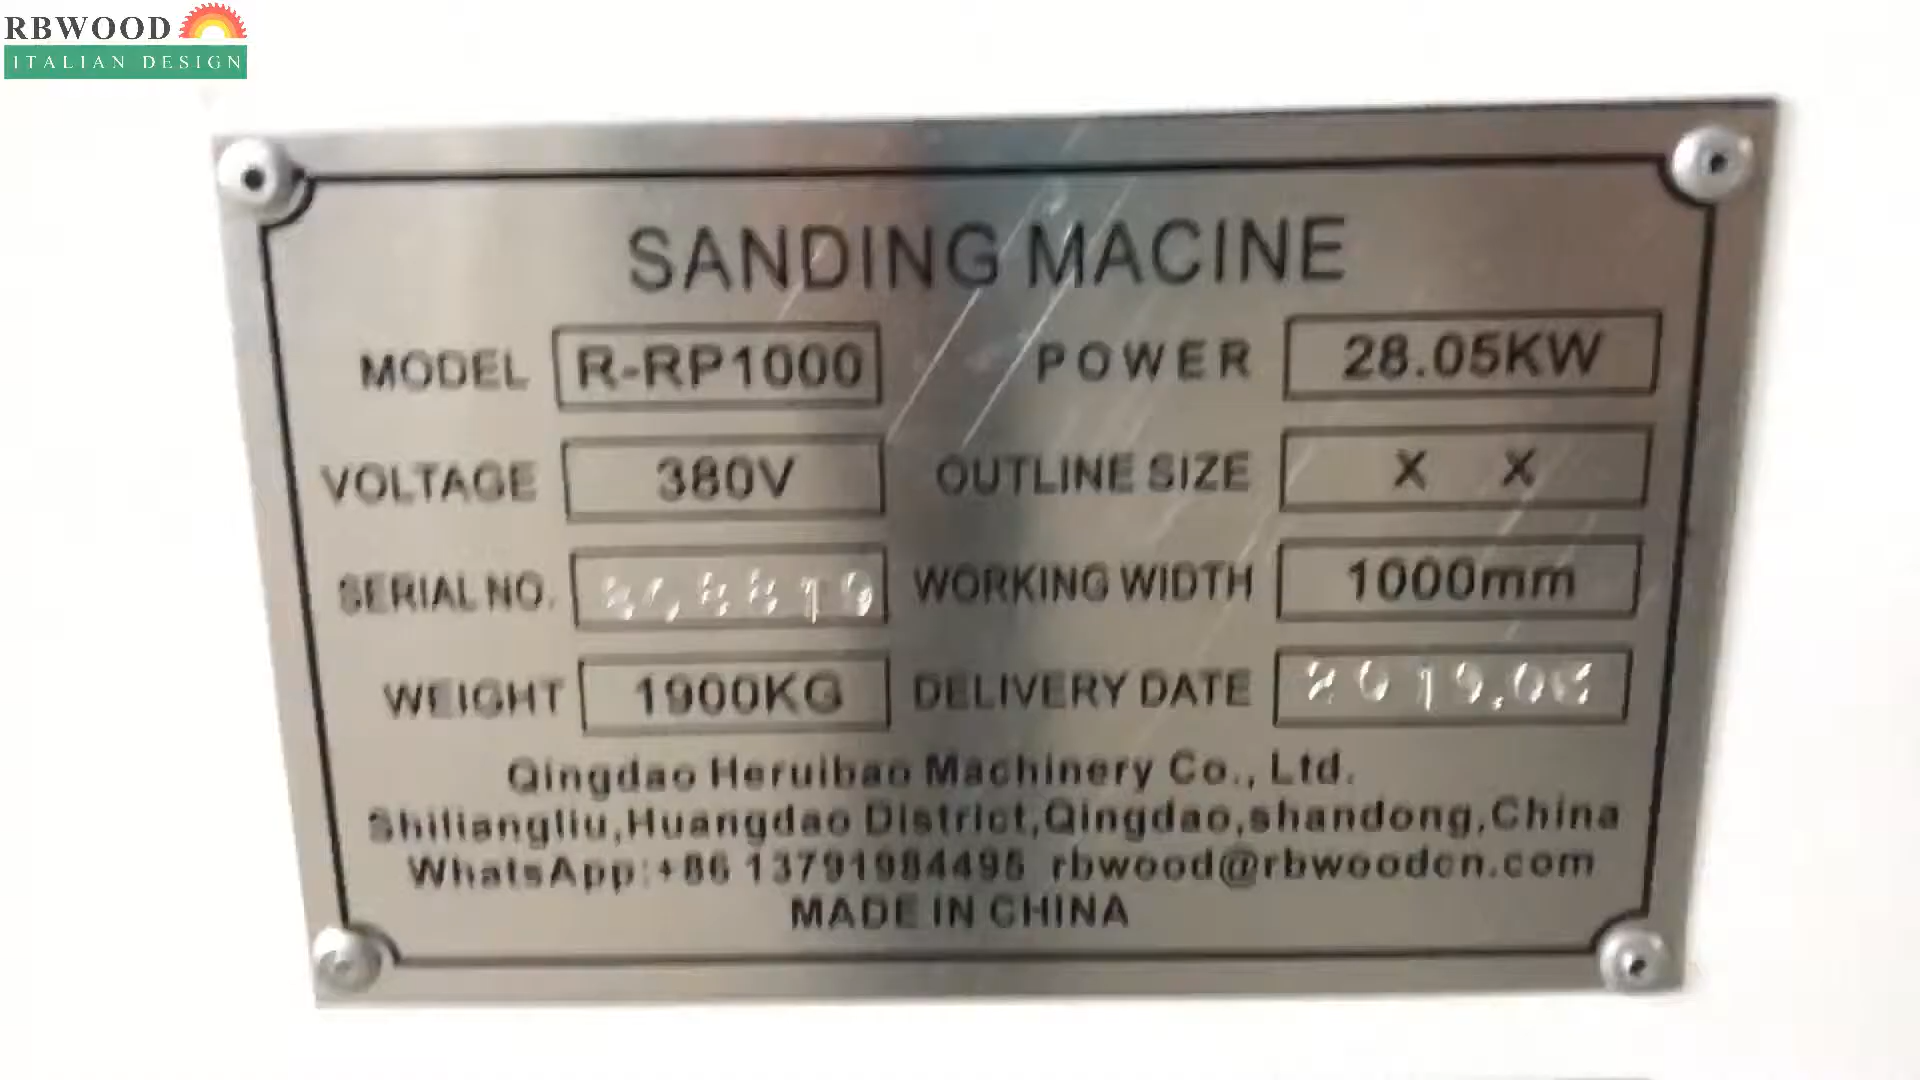 RBWOOD
ITALIAN DESIGN
SANDING MACINE
MODEL R-RP1000 POWER 28.05KW
VOLTAGE 380V OUTLINE SIZE X X
SERIAL NO. WORKING WIDTH 1000mm
WEIGHT 1900KG DELIVERY DATE 2019.06
Qingdao Heruibao Machinery Co., Ltd.
Shiliangliu,Huangdao District,Qingdao,shandong,China
WhatsApp:+86 13791984495 rbwood@rbwoodcn.com
MADE IN CHINA